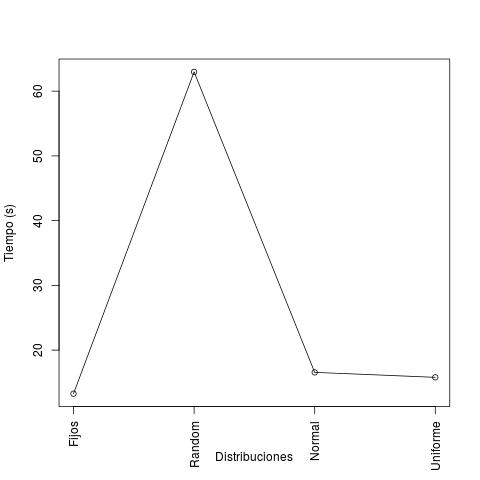 Tiempo (s)
60
50
40
30
20
Fijos
Random
Normal
Uniforme
Distribuciones